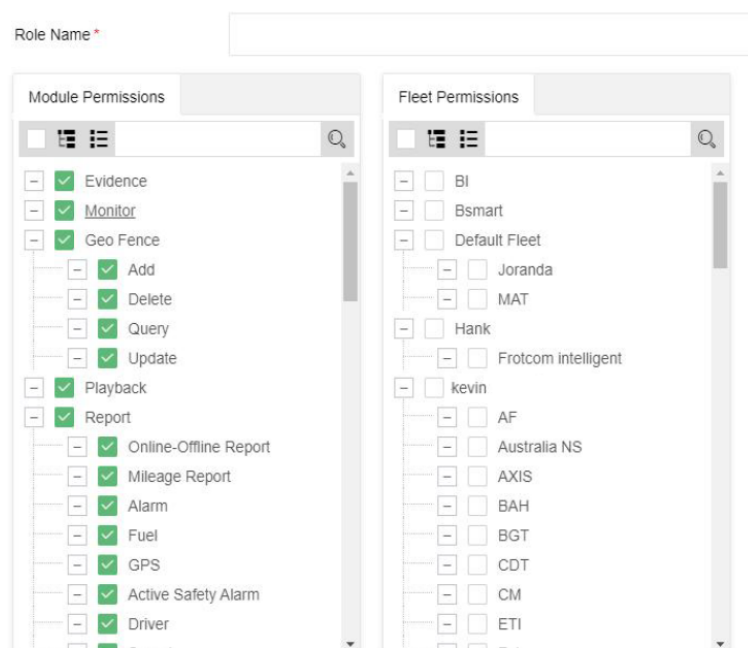 Role Name *
Module Permissions
Evidence
Monitor
Geo Fence
Add
Delete
Query
Update
Playback
Report
Online-Offline Report
Mileage Report
Alarm
Fuel
GPS
Active Safety Alarm
Driver
Fleet Permissions
BI
Bsmart
Default Fleet
Joranda
MAT
Hank
Frotcom intelligent
kevin
AF
Australia NS
AXIS
BAH
BGT
CDT
CM
ETI